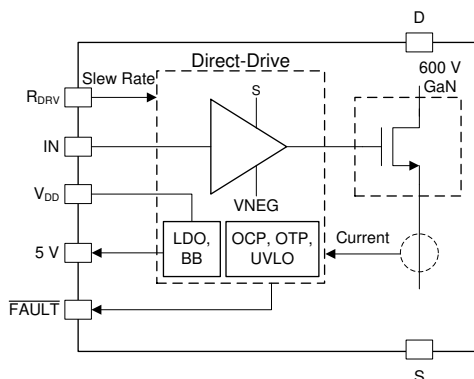 D
Direct-Drive
600 V
GaN
Slew Rate
RDRV
S
IN
VDD
VNEG
LDO,
BB
OCP, OTP,
UVLO
Current
5 V
FAULT
S